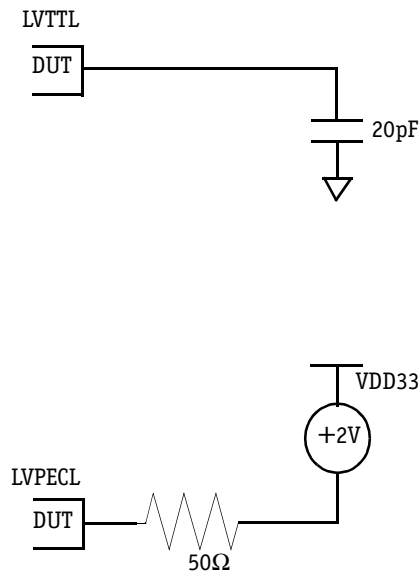 LVTTL
DUT
20pF
VDD33
+2V
LVPECL
DUT
50Ω